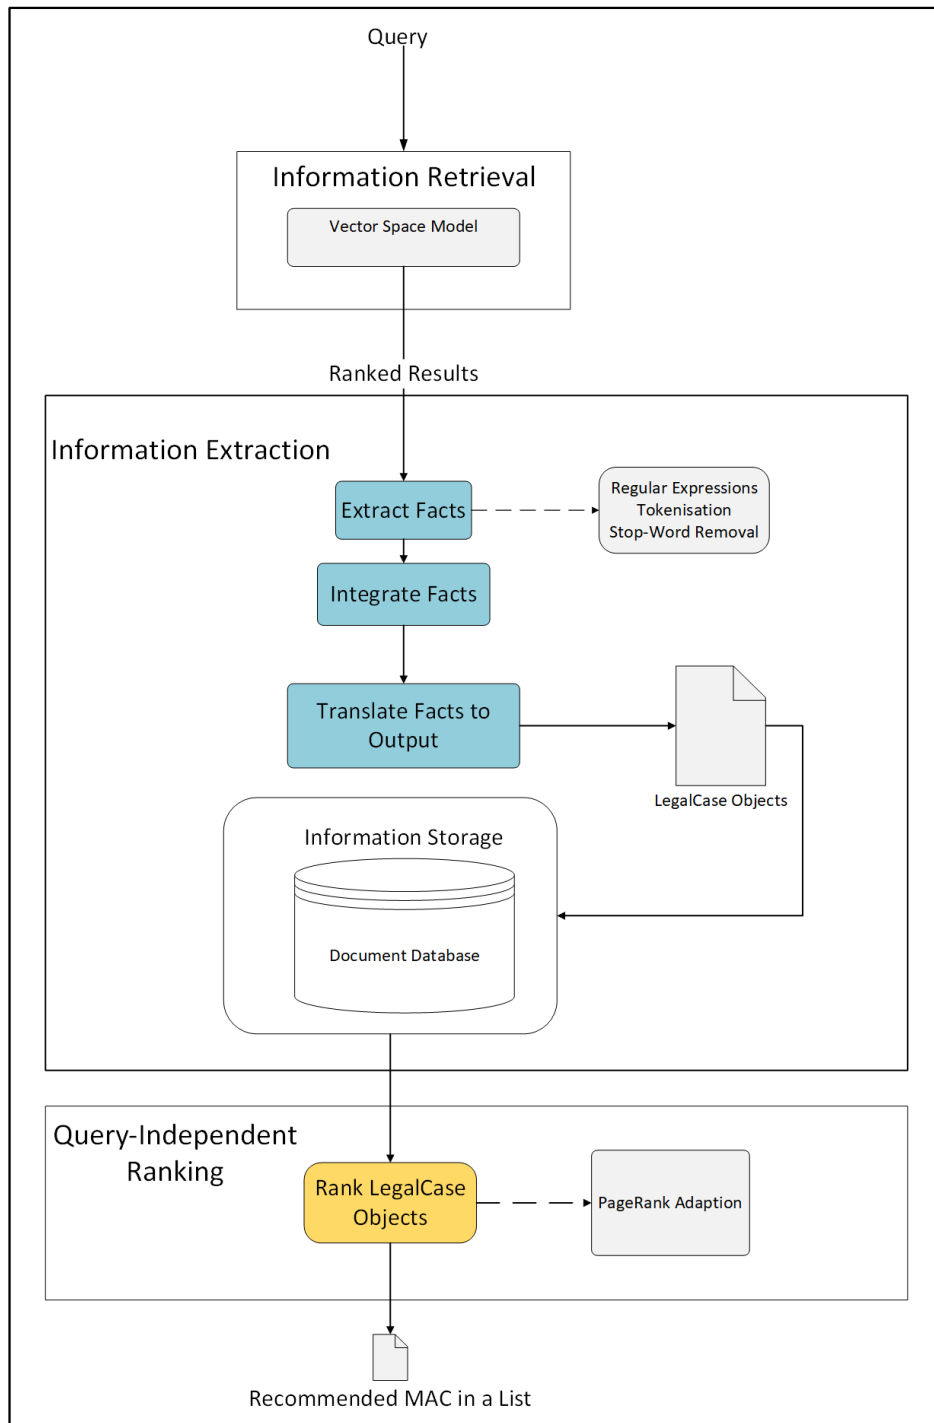 Query
Information Retrieval
Vector Space Model
Ranked Results
Information Extraction
Extract Facts
Regular Expressions
Tokenisation
Stop-Word Removal
Integrate Facts
Translate Facts to
Output
LegalCase Objects
Information Storage
Document Database
Query-Independent
Ranking
Rank LegalCase
Objects
PageRank Adaption
Recommended MAC in a List